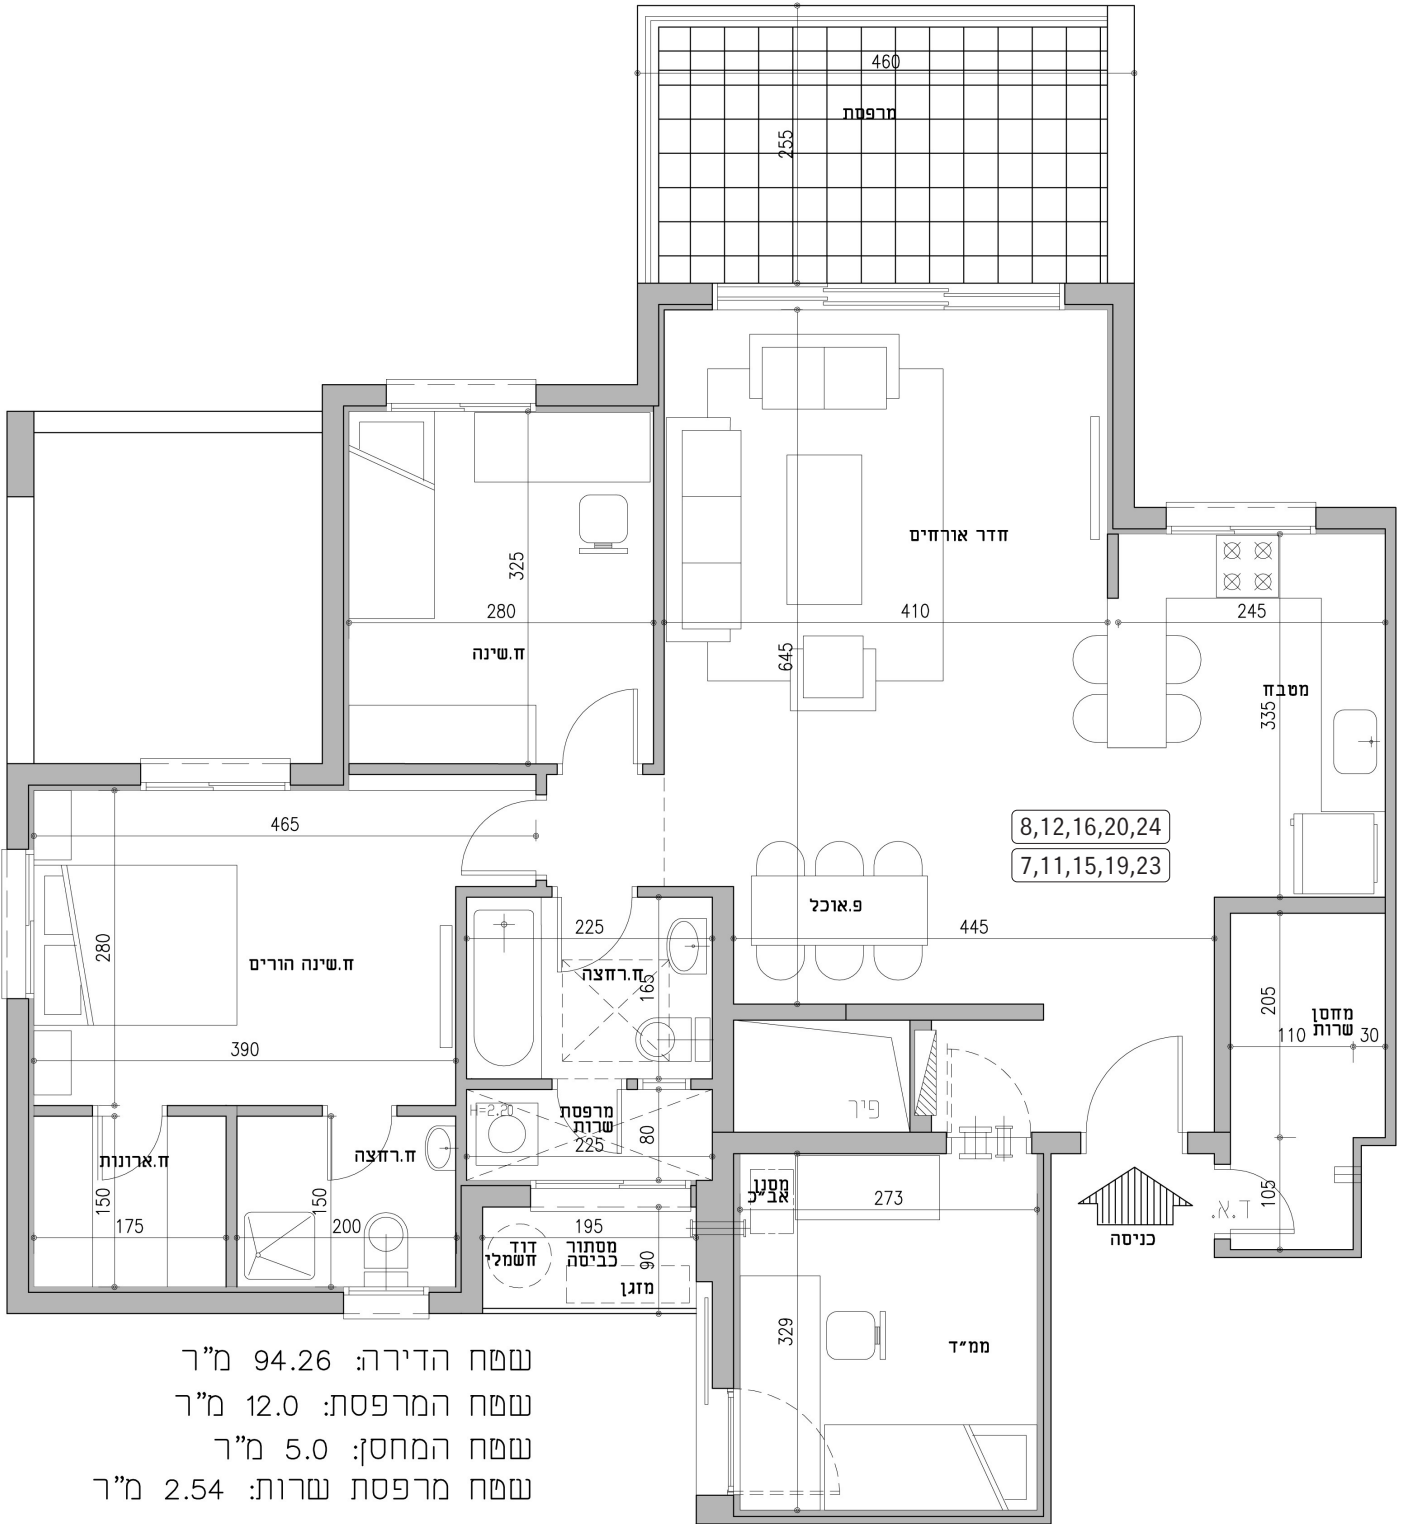 460
מרפסת
255
חדר אורחים
325
280
410
245
ח.שינה
645
מטבח
335
465
8,12,16,20,24
7,11,15,19,23
פ.אוכל
280
ח.שינה הורים
225
445
ח.רחצה
165
205
מחסן
שרות
110
30
390
פיר
H=2.20
מרפסת
שרות
80
225
ח.ארונות
ח.רחצה
150
150
175
200
מסנן
אב"כ
273
105
ד.א.
כניסה
195
דוד
חשמלי
מסתור
כביסה
90
מזגן
329
ממ"ד
שטח הדירה: 94.26 מ"ר
שטח המרפסת: 12.0 מ"ר
שטח המחסן: 5.0 מ"ר
שטח מרפסת שרות: 2.54 מ"ר